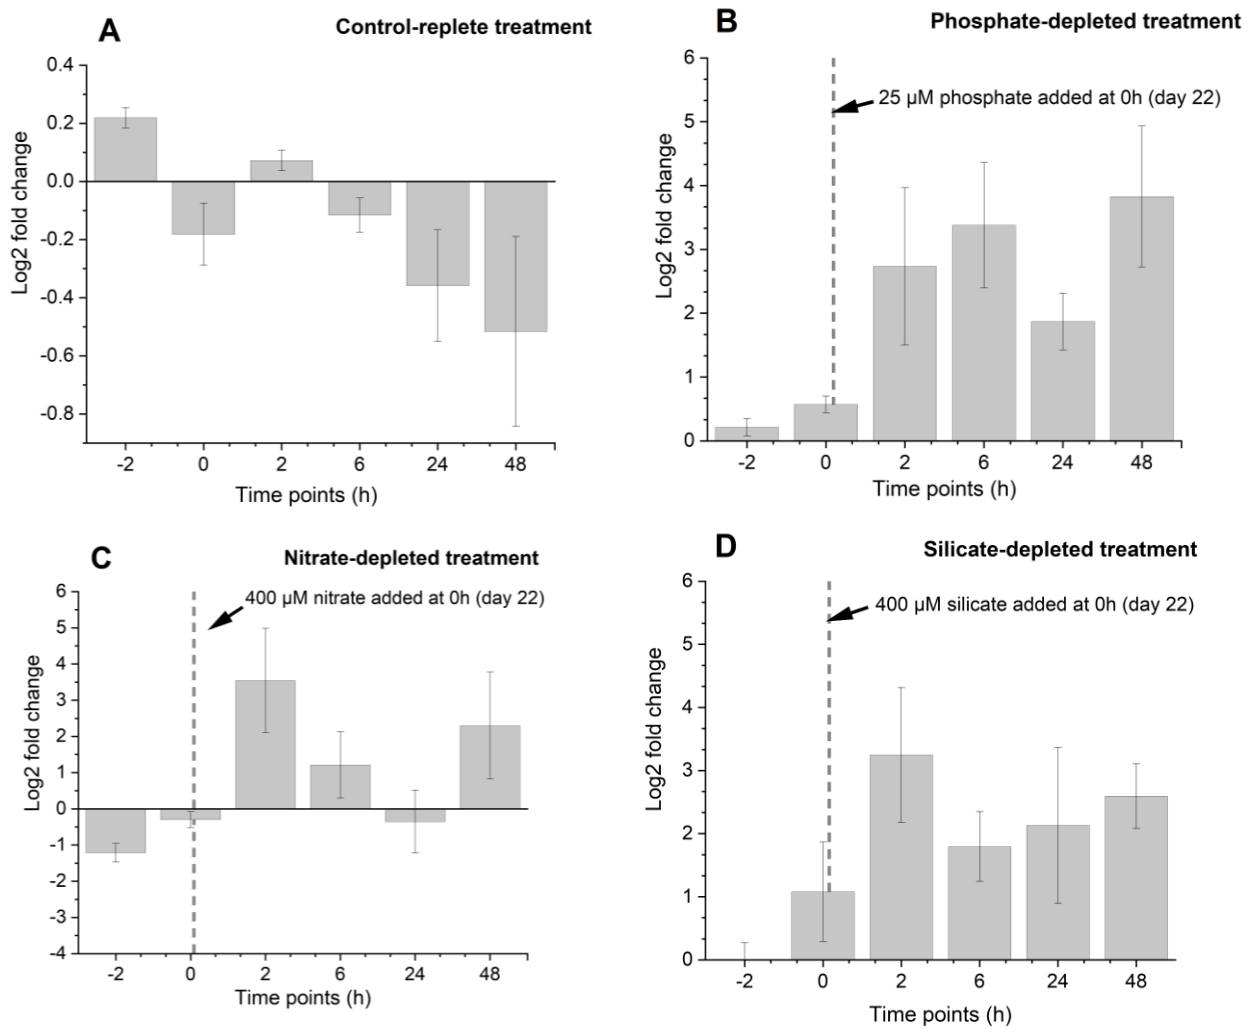 A
Control-replete treatment
0.4
0.2
0.0
-0.2
-0.4
-0.6
-0.8
Log2 fold change
-2 0 2 6 24 48
Time points (h)
B
Phosphate-depleted treatment
25 µM phosphate added at 0h (day 22)
6
5
4
3
2
1
0
Log2 fold change
-2 0 2 6 24 48
Time points (h)
C
Nitrate-depleted treatment
400 µM nitrate added at 0h (day 22)
6
5
4
3
2
1
0
-1
-2
-3
-4
Log2 fold change
-2 0 2 6 24 48
Time points (h)
D
Silicate-depleted treatment
400 µM silicate added at 0h (day 22)
6
5
4
3
2
1
0
Log2 fold change
-2 0 2 6 24 48
Time points (h)